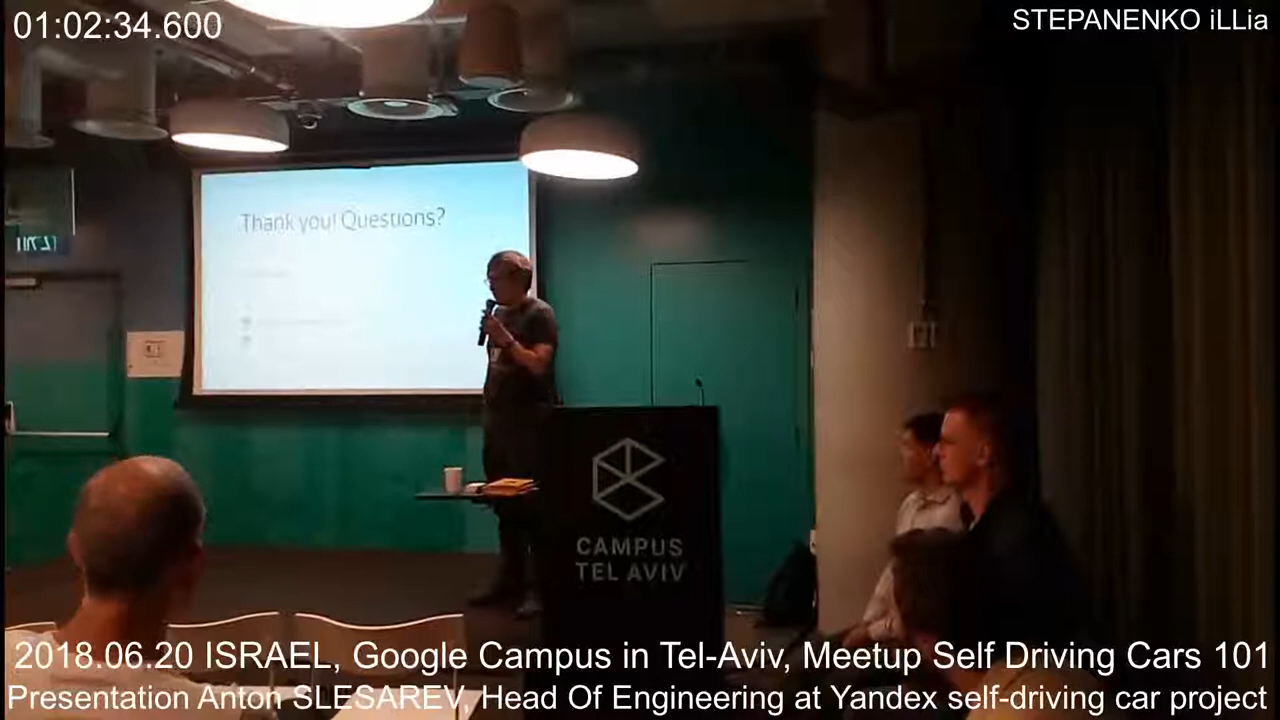 01:02:34.600
STEPANENKO iLLia
Thank you! Questions?
CAMPUS
TEL AVIV
2018.06.20 ISRAEL, Google Campus in Tel-Aviv, Meetup Self Driving Cars 101
Presentation Anton SLESAREV, Head Of Engineering at Yandex self-driving car project